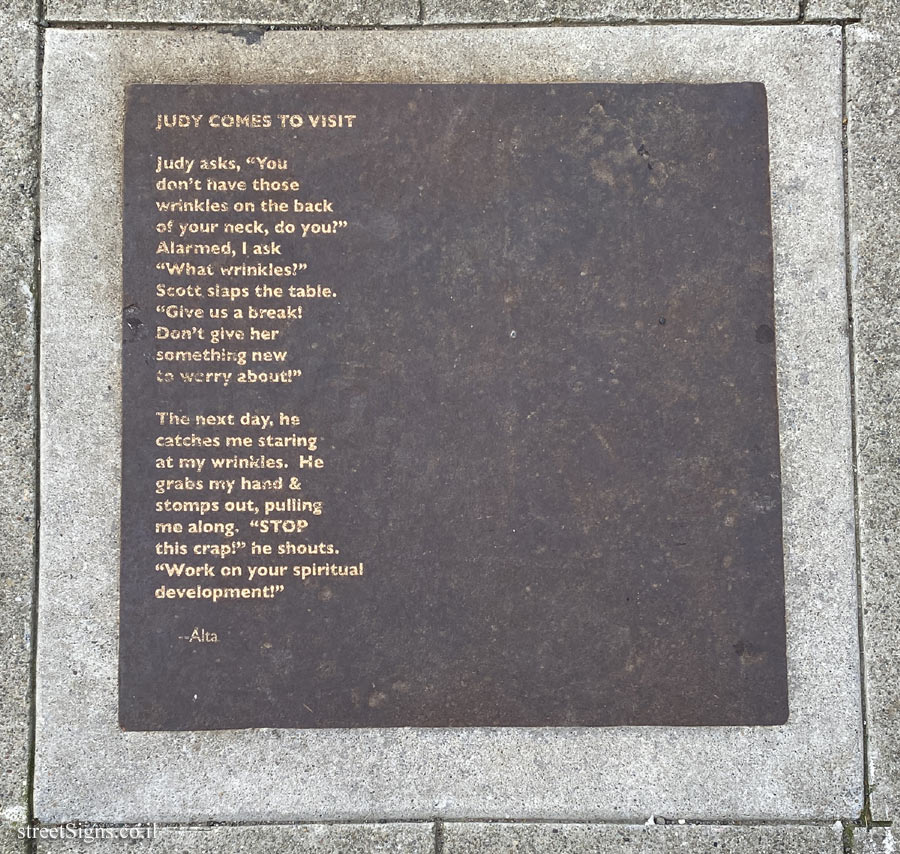 JUDY COMES TO VISIT
Judy asks, “You
don’t have those
wrinkles on the back
of your neck, do you?”
Alarmed, I ask
“What wrinkles?”
Scott slaps the table.
“Give us a break!
Don’t give her
something new
to worry about!”
The next day, he
catches me staring
at my wrinkles.  He
grabs my hand &
stomps out, pulling
me along.  “STOP
this crap!” he shouts.
“Work on your spiritual
development!”
--Alta
streetSigns.co.il